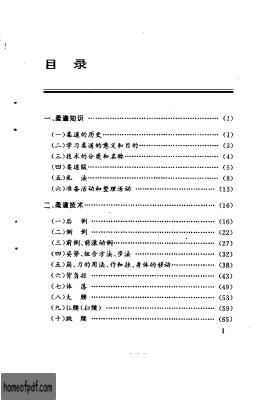 目 录
一、柔道知识 (1)
(一)柔道的历史 (1)
(二)学习柔道的意义和目的 (3)
(三)技术的分类和名称 (4)
(四)柔道服 (5)
(五)礼 法 (8)
(六)准备活动和整理活动 (13)
二、柔道技术 (16)
(一)后 倒 (16)
(二)侧 倒 (22)
(三)前倒、前滚动倒 (27)
(四)姿势、组合方法、步法 (32)
(五)崩、力的用法、作和挂、身体的移动 (38)
(六)背负投 (43)
(七)体 落 (49)
(八)大 腰 (53)
(九) 腰 (59)
(十)跳 腰 (65)
1
homeofpdf.com